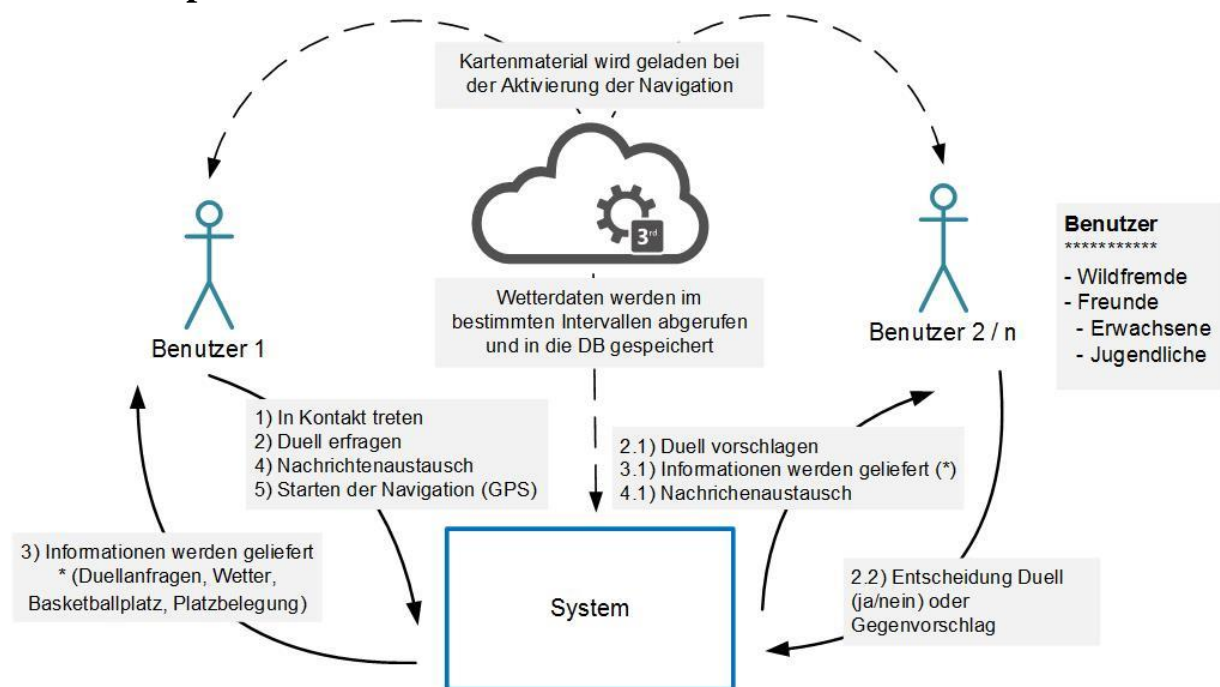 Kartenmaterial wird geladen bei
der Aktivierung der Navigation
3rd
Wetterdaten werden im
bestimmten Intervallen abgerufen
und in die DB gespeichert
Benutzer 1
Benutzer 2 / n
Benutzer
***********
- Wildfremde
- Freunde
- Erwachsene
- Jugendliche
1) In Kontakt treten
2) Duell erfragen
4) Nachrichtenaustausch
5) Starten der Navigation (GPS)
2.1) Duell vorschlagen
3.1) Informationen werden geliefert (*)
4.1) Nachrichenaustausch
3) Informationen werden geliefert
* (Duellanfragen, Wetter,
Basketballplatz, Platzbelegung)
System
2.2) Entscheidung Duell
(ja/nein) oder
Gegenvorschlag